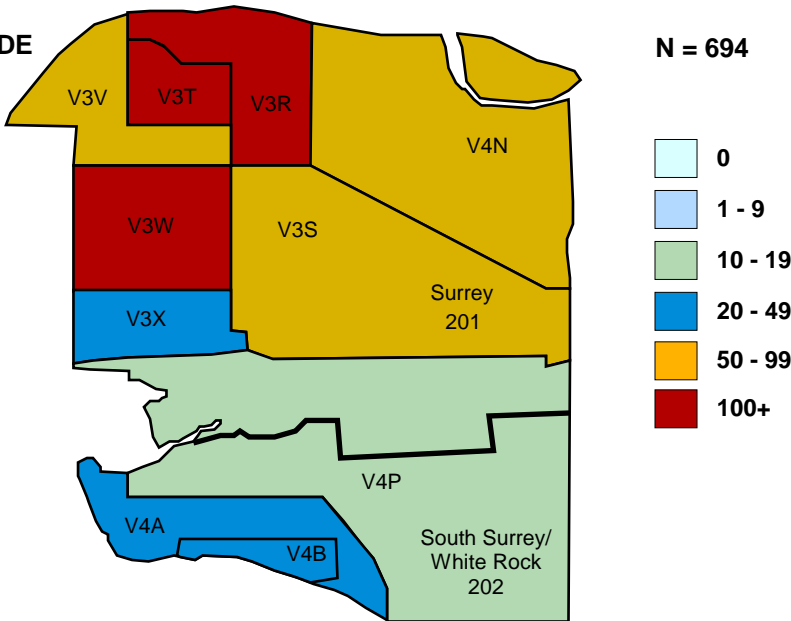 DE
N = 694
V3V
V3T
V3R
V4N
V3W
V3S
V3X
Surrey
201
V4P
V4A
V4B
South Surrey/
White Rock
202
0
1 - 9
10 - 19
20 - 49
50 - 99
100+